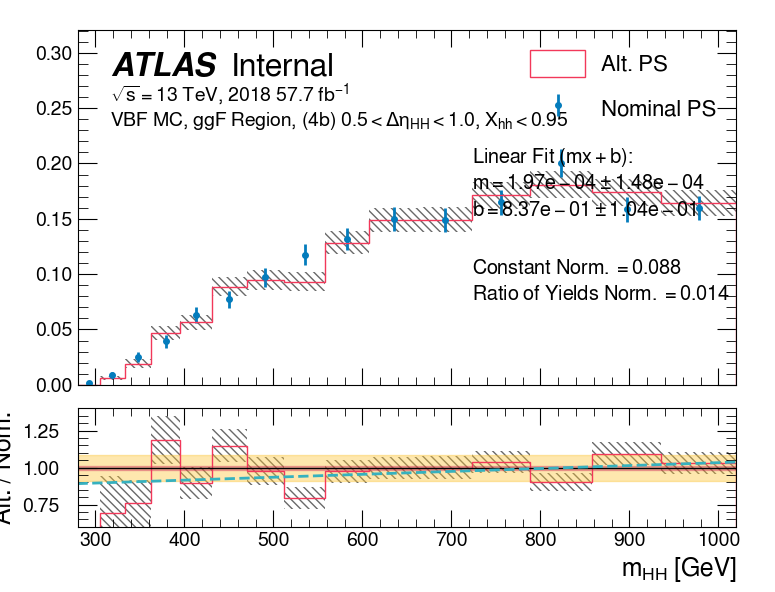 ATLAS Internal
√s = 13 TeV, 2018 57.7 fb⁻¹
VBF MC, ggF Region, (4b) 0.5 < Δη_HH < 1.0, X_hh < 0.95
Alt. PS
Nominal PS
Linear Fit (mx + b):
m = 1.97e − 04 ± 1.48e − 04
b = 8.37e − 01 ± 1.04e − 01
Constant Norm. = 0.088
Ratio of Yields Norm. = 0.014
0.30
0.25
0.20
0.15
0.10
0.05
0.00
Alt. / Nom.
1.25
1.00
0.75
300 400 500 600 700 800 900 1000
m_HH [GeV]